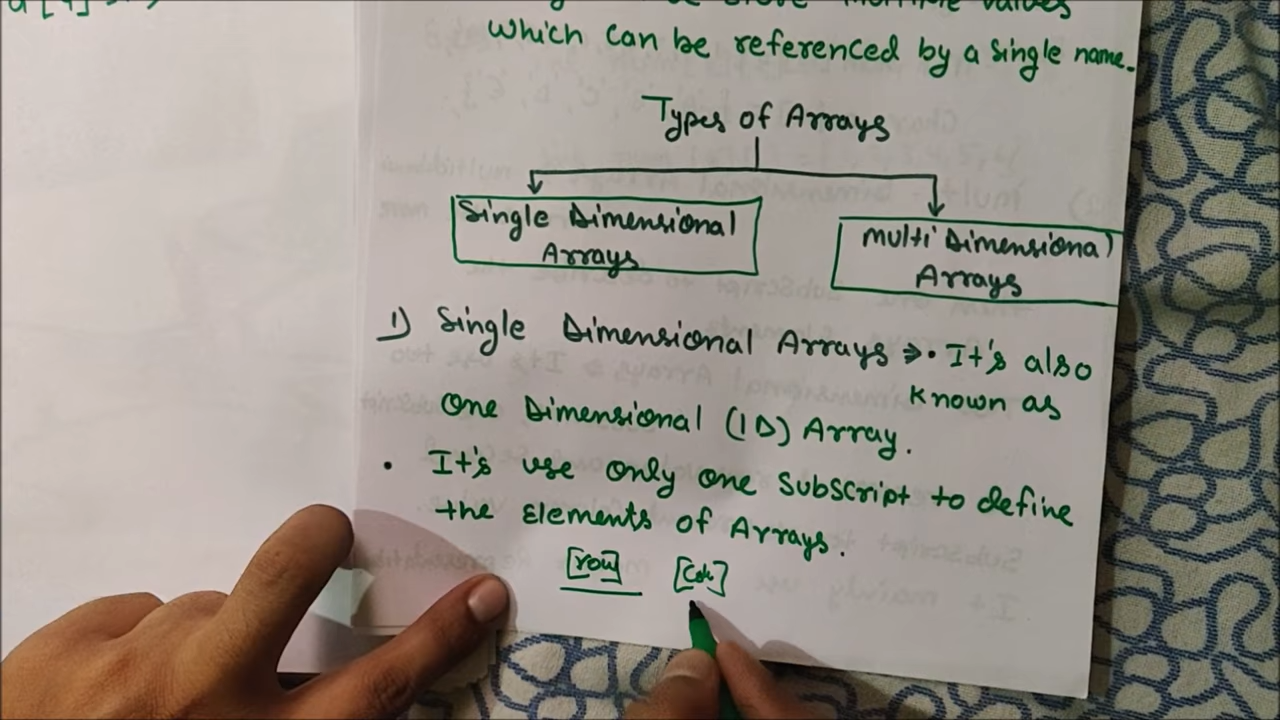 values
which can be referenced by a single name.
Types of Arrays
Single Dimensional
Arrays
Multi Dimensional
Arrays
1) Single Dimensional Arrays ⇒ • It's also
known as
One Dimensional (1D) Array.
• It's use only one subscript to define
the elements of Arrays.
[row] [Col]